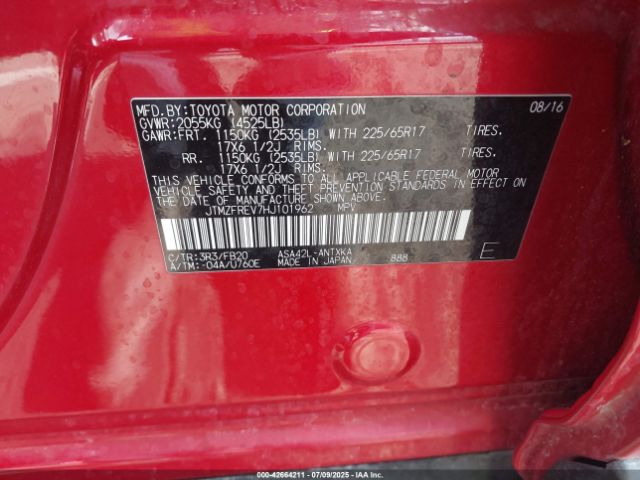 MFD.BY:TOYOTA MOTOR CORPORATION 08/16
GVWR:2055KG (4525LB)
GAWR:FRT. 1150KG (2535LB) WITH 225/65R17 TIRES.
17X6 1/2J RIMS.
RR. 1150KG (2535LB) WITH 225/65R17 TIRES.
17X6 1/2J RIMS.
THIS VEHICLE CONFORMS TO ALL APPLICABLE FEDERAL MOTOR
VEHICLE SAFETY AND THEFT PREVENTION STANDARDS IN EFFECT
ON THE DATE OF MANUFACTURE SHOWN ABOVE.
JTMZFREV7HJ101962 MPV
C/TR:3R3/FB20 ASA42L-ANTXKA
A/TM:-04A/U760E MADE IN JAPAN 888 E
000-42664211 - 07/09/2025 - IAAI.COM